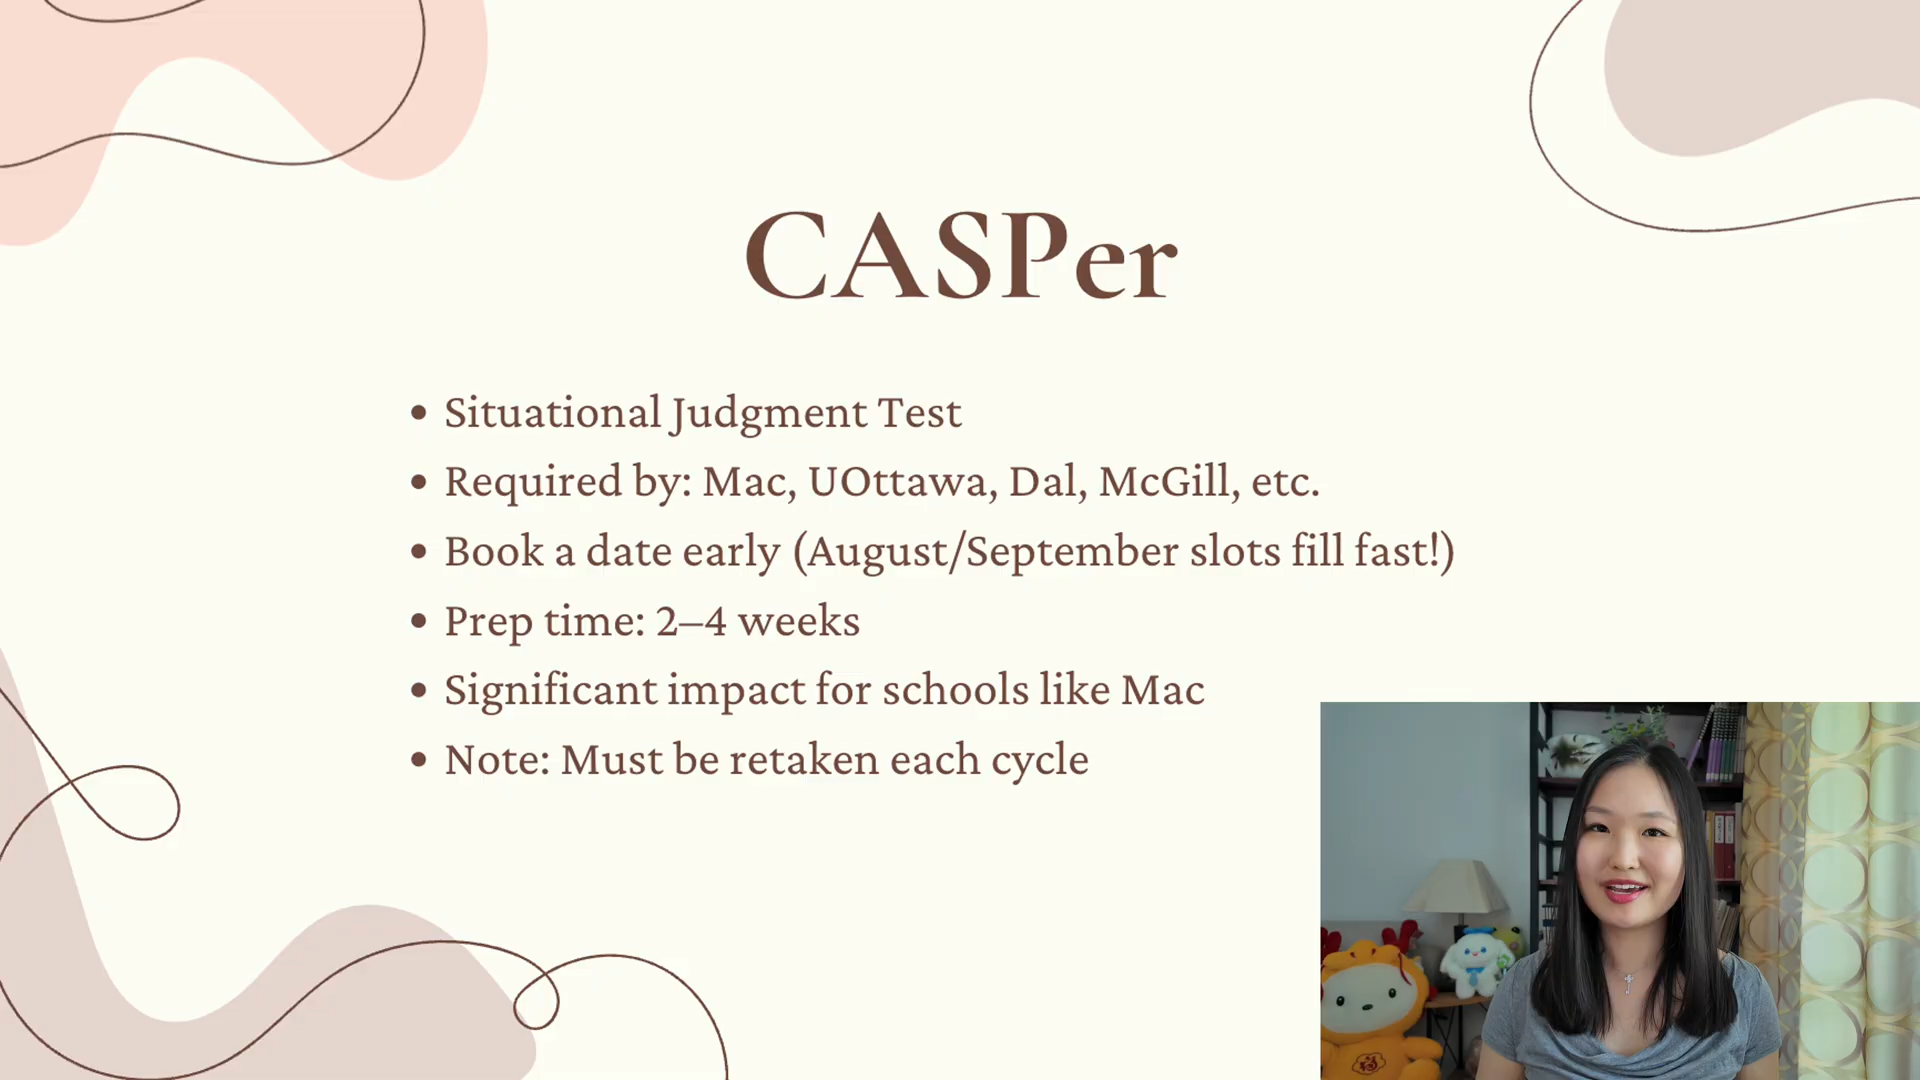 CASPer
• Situational Judgment Test
• Required by: Mac, UOttawa, Dal, McGill, etc.
• Book a date early (August/September slots fill fast!)
• Prep time: 2–4 weeks
• Significant impact for schools like Mac
• Note: Must be retaken each cycle